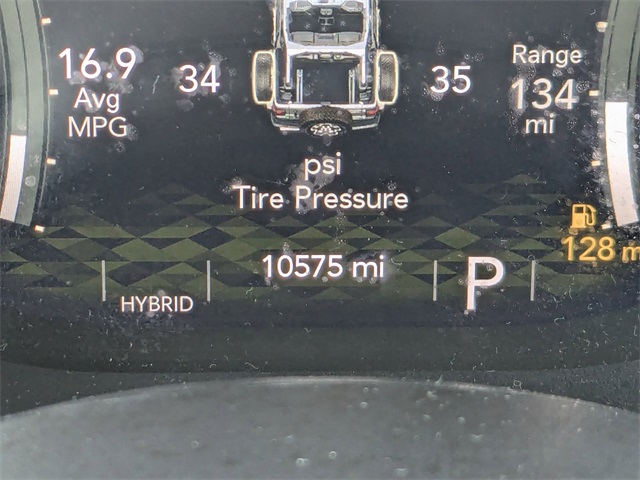 16.9
Avg
MPG
34
35
Range
134
mi
psi
Tire Pressure
128 m
10575 mi
P
HYBRID